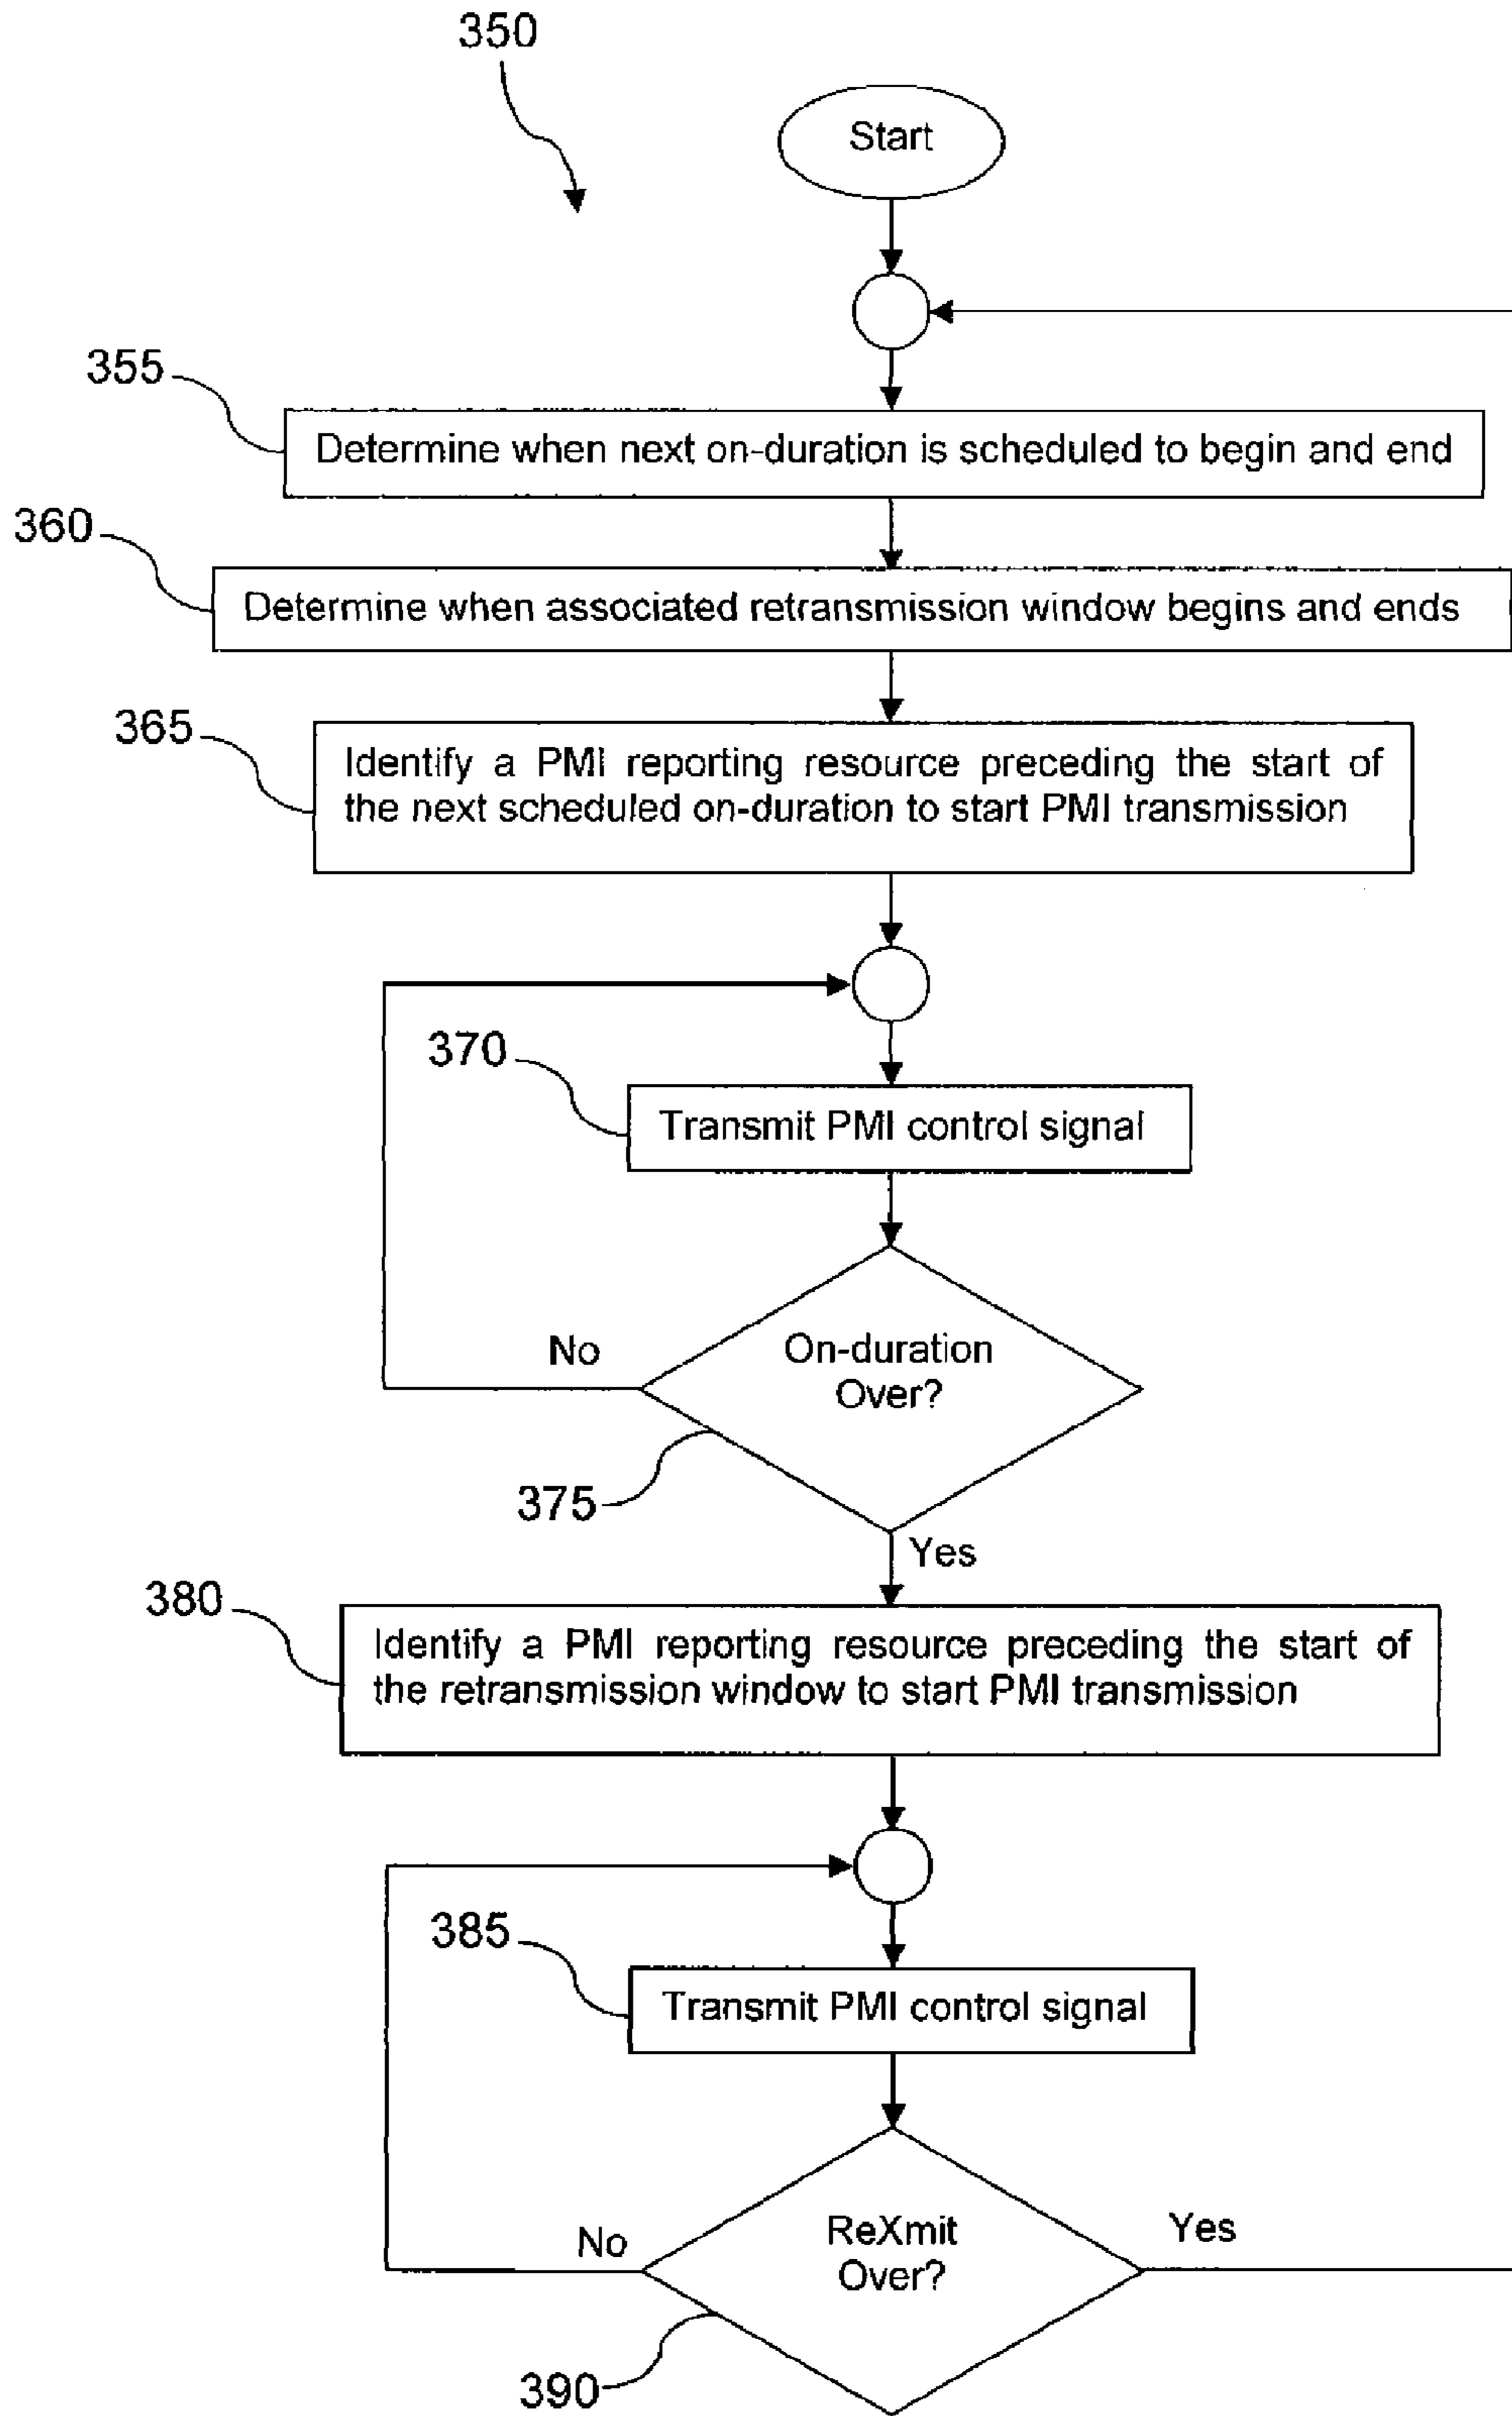 350
Start
355
Determine when next on-duration is scheduled to begin and end
360
Determine when associated retransmission window begins and ends
365
Identify a PMI reporting resource preceding the start of
the next scheduled on-duration to start PMI transmission
370
Transmit PMI control signal
No
On-duration
Over?
375
Yes
380
Identify a PMI reporting resource preceding the start of
the retransmission window to start PMI transmission
385
Transmit PMI control signal
No
ReXmit
Over?
Yes
390